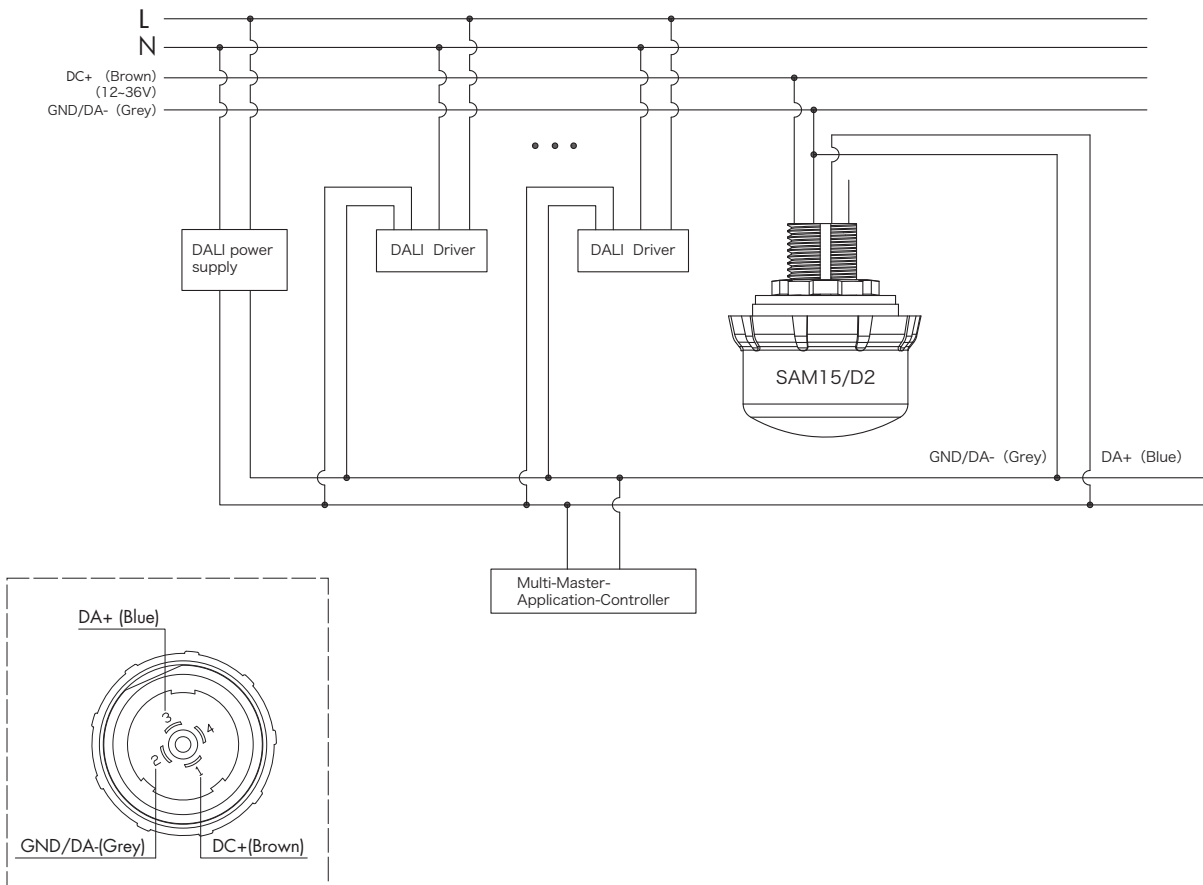 L
N
DC+ (Brown)
(12~36V)
GND/DA- (Grey)
DALI power
supply
DALI Driver
DALI Driver
SAM15/D2
GND/DA- (Grey)
DA+ (Blue)
Multi-Master-
Application-Controller
DA+ (Blue)
3
4
2
1
GND/DA-(Grey)
DC+(Brown)